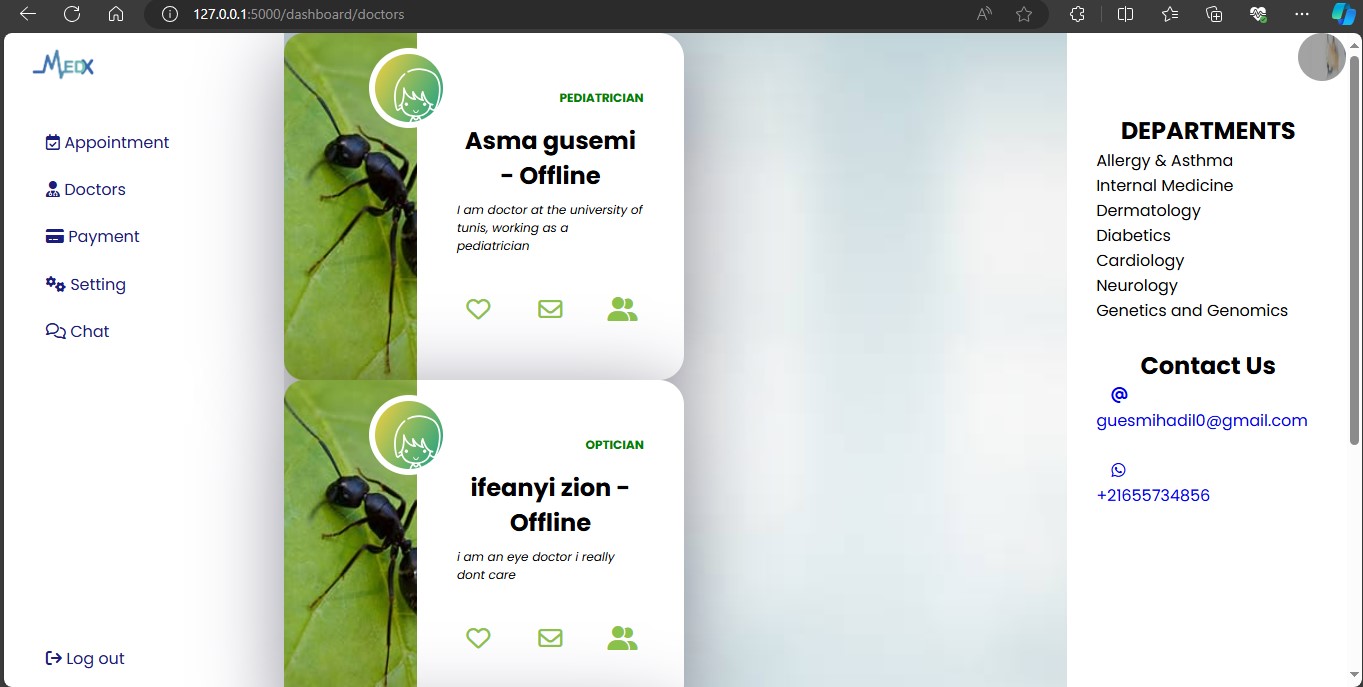 127.0.0.1:5000/dashboard/doctors
MEDX
Appointment
Doctors
Payment
Setting
Chat
Log out
PEDIATRICIAN
Asma gusemi
- Offline
I am doctor at the university of
tunis, working as a
pediatrician
OPTICIAN
ifeanyi zion -
Offline
i am an eye doctor i really
dont care
DEPARTMENTS
Allergy & Asthma
Internal Medicine
Dermatology
Diabetics
Cardiology
Neurology
Genetics and Genomics
Contact Us
@
guesmihadil0@gmail.com
+21655734856